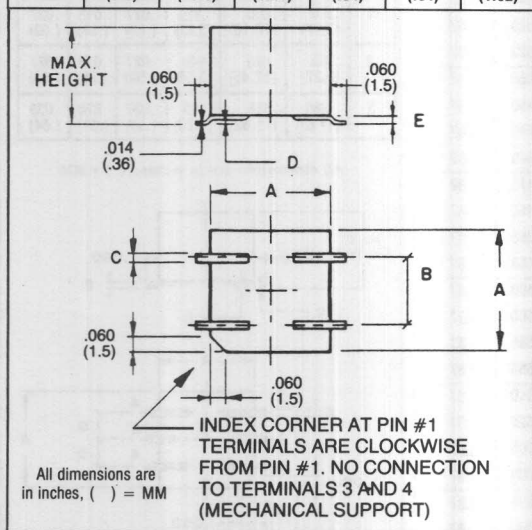 MAX.
HEIGHT
.060
(1.5)
.060
(1.5)
E
.014
(.36)
D
A
C
B
A
.060
(1.5)
.060
(1.5)
INDEX CORNER AT PIN #1
TERMINALS ARE CLOCKWISE
FROM PIN #1. NO CONNECTION
TO TERMINALS 3 AND 4
(MECHANICAL SUPPORT)
All dimensions are
in inches, ( ) = MM